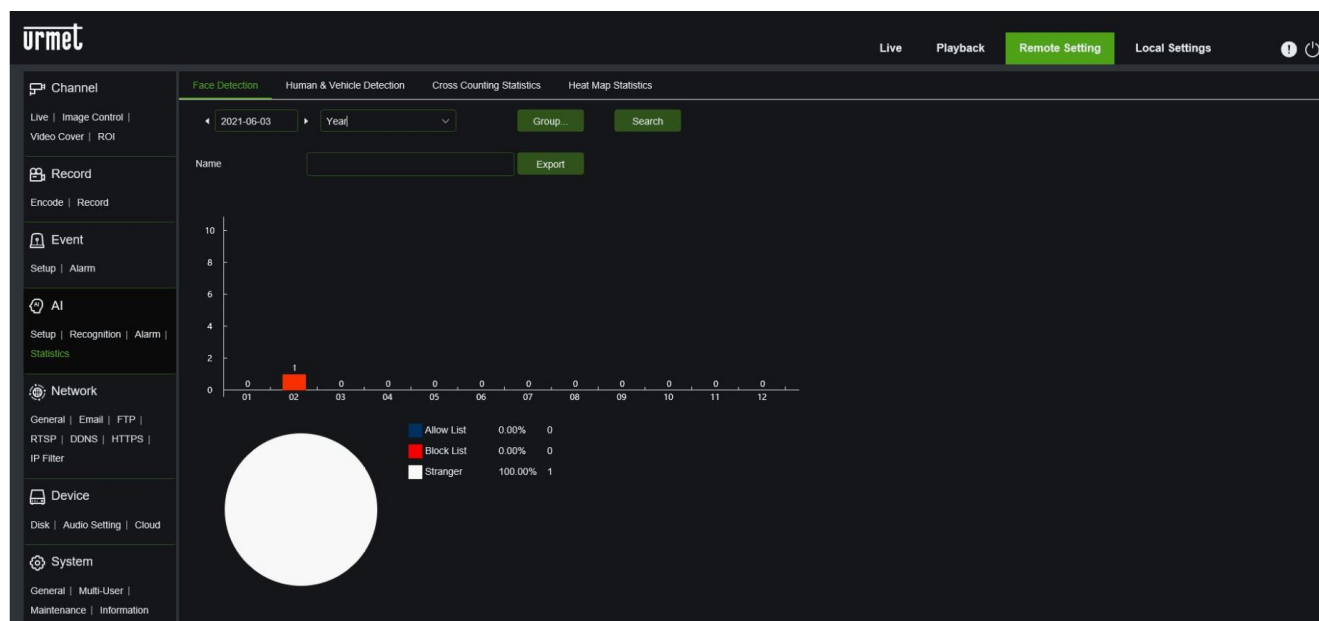 urmet
Live Playback Remote Setting Local Settings
Channel
Live | Image Control |
Video Cover | ROI
Record
Encode | Record
Event
Setup | Alarm
AI
Setup | Recognition | Alarm |
Statistics
Network
General | Email | FTP |
RTSP | DDNS | HTTPS |
IP Filter
Device
Disk | Audio Setting | Cloud
System
General | Multi-User |
Maintenance | Information
Face Detection Human & Vehicle Detection Cross Counting Statistics Heat Map Statistics
2021-06-03 Year Group... Search
Name Export
10
8
6
4
2
0
0 1 0 0 0 0 0 0 0 0 0 0
01 02 03 04 05 06 07 08 09 10 11 12
Allow List 0.00% 0
Block List 0.00% 0
Stranger 100.00% 1